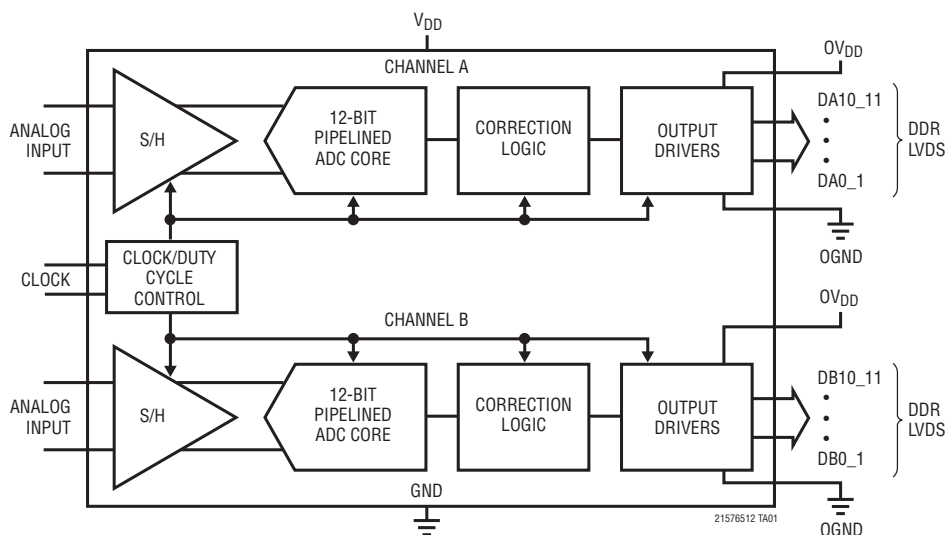 VDD
CHANNEL A
OVDD
ANALOG
INPUT
S/H
12-BIT
PIPELINED
ADC CORE
CORRECTION
LOGIC
OUTPUT
DRIVERS
DA10_11
•
•
•
DA0_1
DDR
LVDS
OGND
CLOCK
CLOCK/DUTY
CYCLE
CONTROL
CHANNEL B
OVDD
ANALOG
INPUT
S/H
12-BIT
PIPELINED
ADC CORE
CORRECTION
LOGIC
OUTPUT
DRIVERS
DB10_11
•
•
•
DB0_1
DDR
LVDS
GND
21576512 TA01
OGND